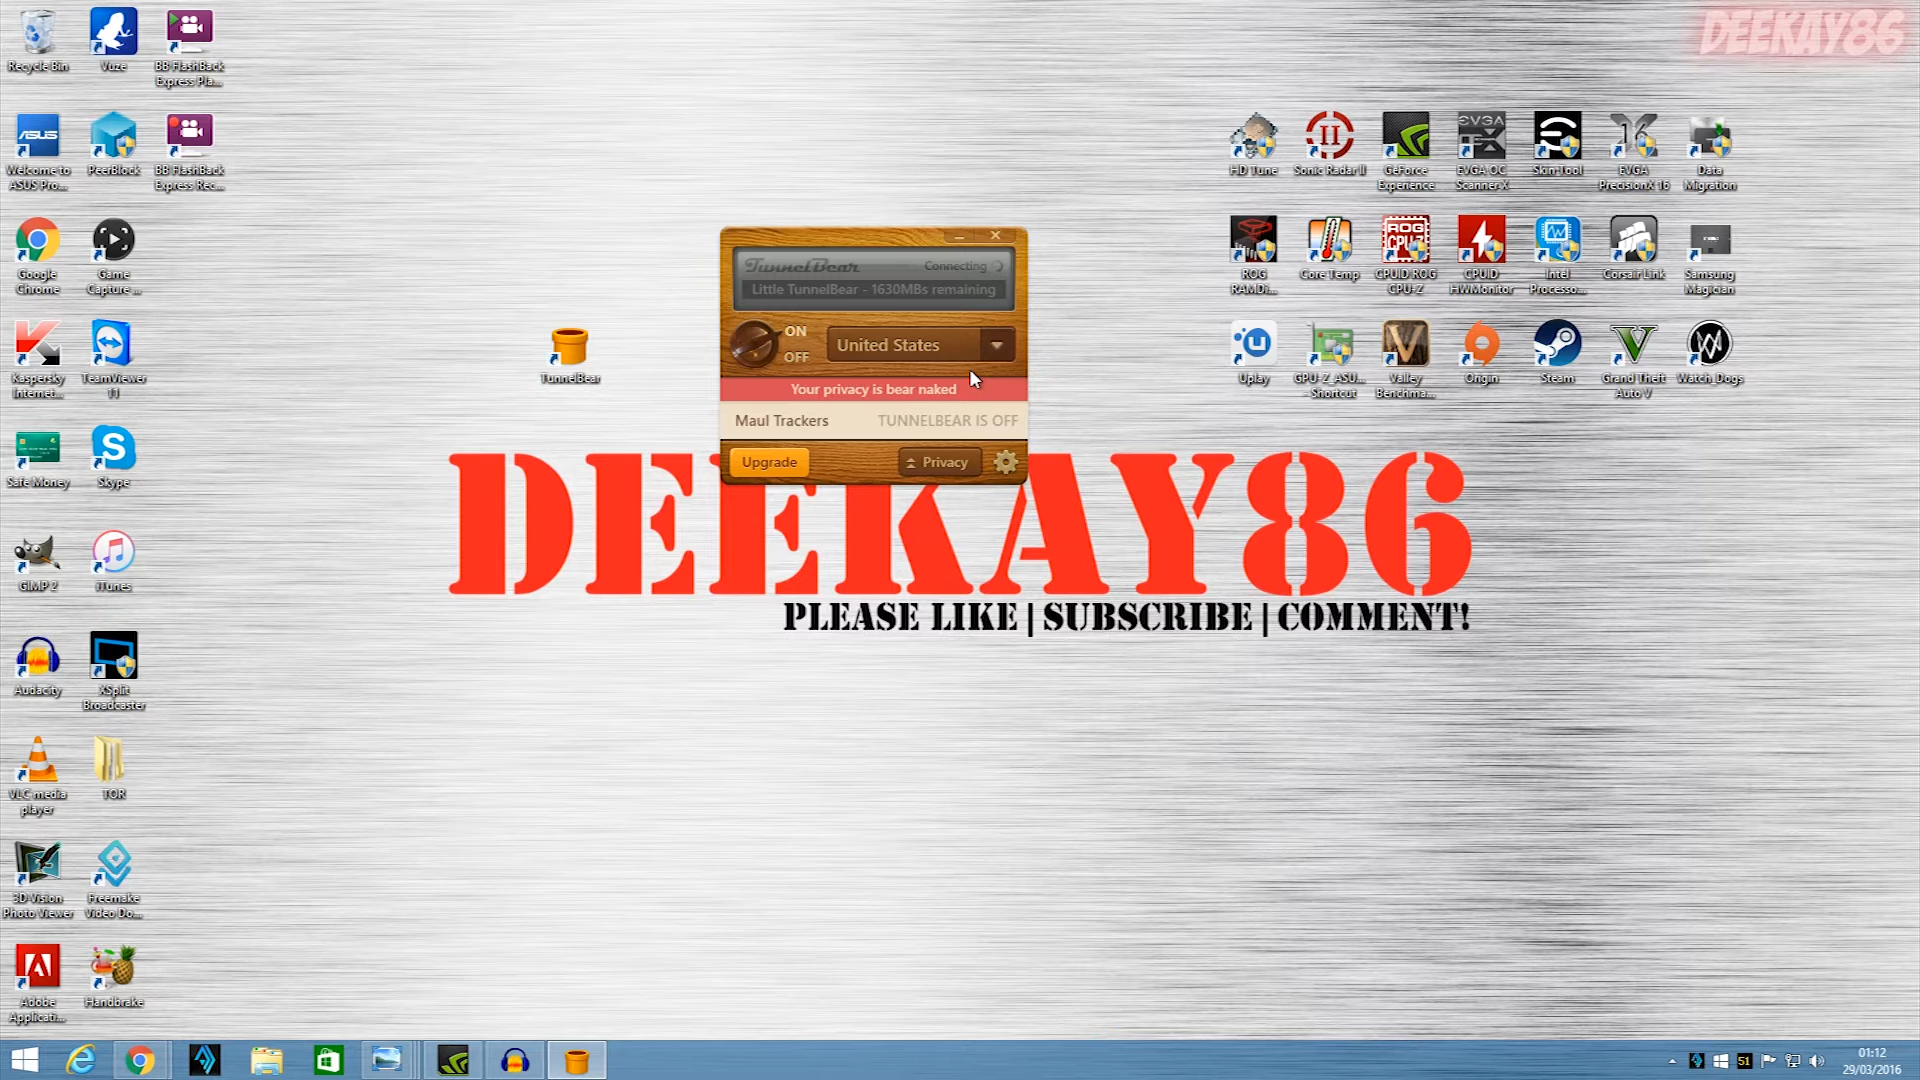 DEEKAY86
Recycle Bin
Vuze
BB FlashBack
Express Pla...
ASUS
Welcome to
ASUS Pro...
PeerBlock
BB FlashBack
Express Rec...
Google
Chrome
Game
Capture ...
Kaspersky
Internet...
TeamViewer
11
Safe Money
Skype
GIMP 2
iTunes
Audacity
XSplit
Broadcaster
VLC media
player
TOR
3D Vision
Photo Viewer
Freemake
Video Do...
Adobe
Applicati...
Handbrake
TunnelBear
TunnelBear
Connecting
Little TunnelBear - 1630MBs remaining
ON
OFF
United States
Your privacy is bear naked
Maul Trackers
TUNNELBEAR IS OFF
Upgrade
Privacy
HD Tune
Sonic Radar II
GeForce
Experience
EVGA OC
Scanner X
Skin Tool
EVGA
PrecisionX 16
Data
Migration
ROG
RAMDi...
Core Temp
CPUID ROG
CPU-Z
CPUID
HWMonitor
Intel
Processo...
Corsair Link
Samsung
Magician
Uplay
GPU-Z_ASU...
- Shortcut
Valley
Benchma...
Origin
Steam
Grand Theft
Auto V
Watch_Dogs
DEEKAY86
PLEASE LIKE | SUBSCRIBE | COMMENT!
51
01:12
29/03/2016